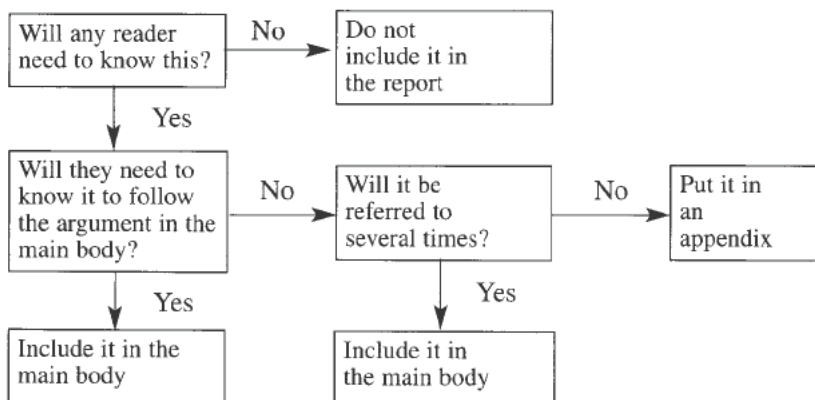 Will any reader
need to know this?
No
Do not
include it in
the report
Yes
Will they need to
know it to follow
the argument in the
main body?
No
Will it be
referred to
several times?
No
Put it in
an
appendix
Yes
Yes
Include it in the
main body
Include it in
the main body